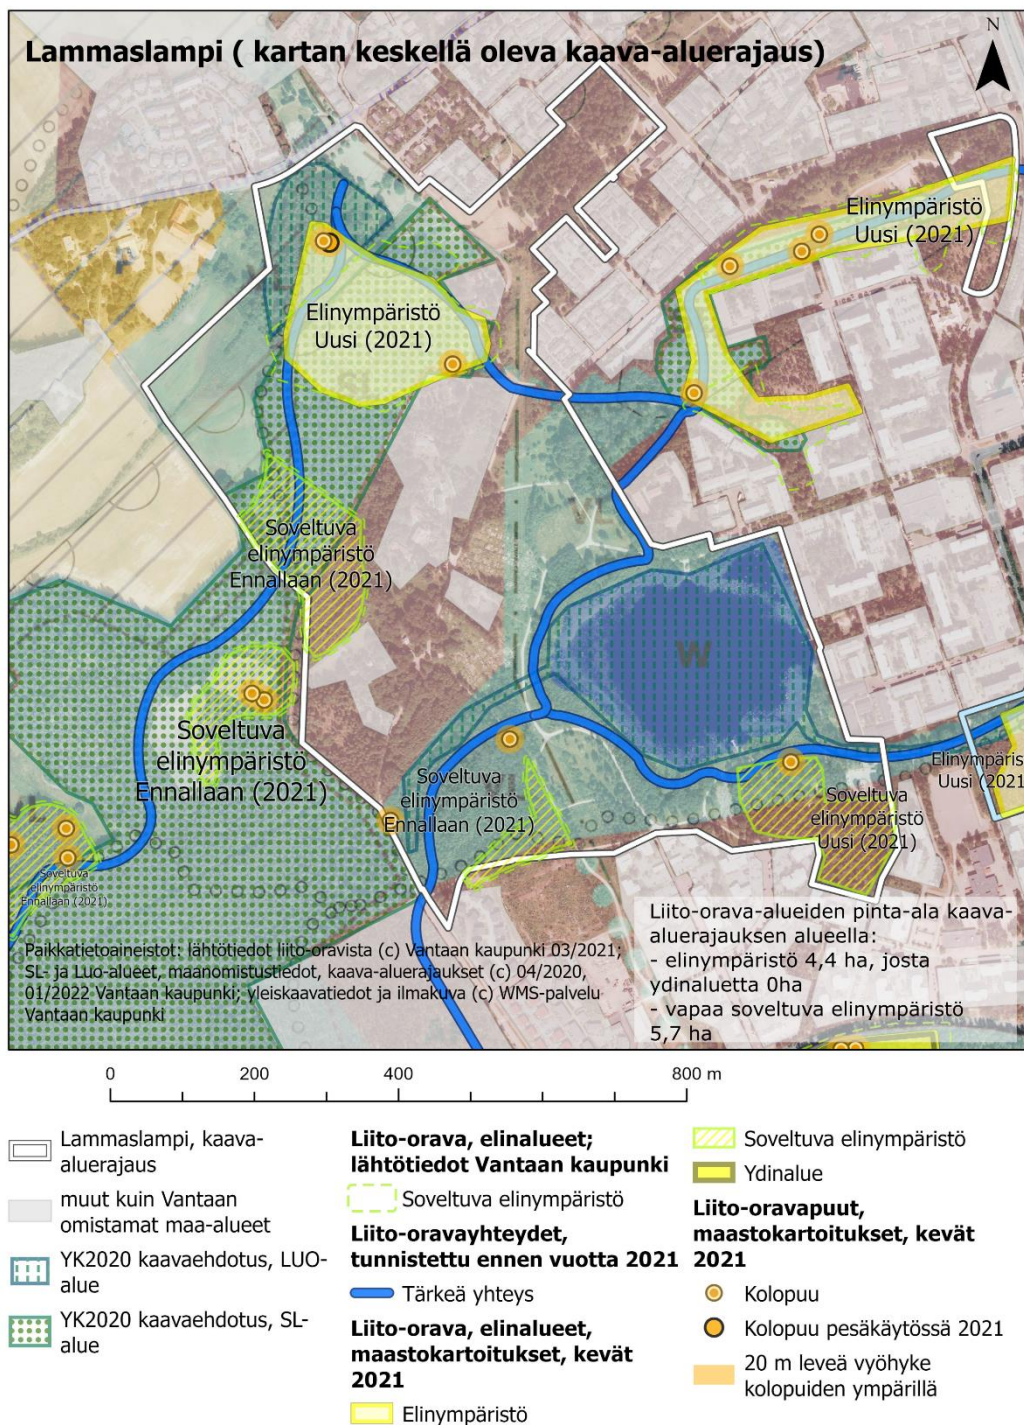 Lammaslampi ( kartan keskellä oleva kaava-aluerajaus)
N
Elinympäristö
Uusi (2021)
Elinympäristö
Uusi (2021)
Soveltuva
elinympäristö
Ennallaan (2021)
W
Soveltuva
elinympäristö
Ennallaan (2021)
Soveltuva
elinympäristö
Ennallaan (2021)
Elinympäris
Uusi (2021
Soveltuva
elinympäristö
Uusi (2021)
Soveltuva
elinympäristö
Ennallaan (2021)
Paikkatietoaineistot: lähtötiedot liito-oravista (c) Vantaan kaupunki 03/2021;
SL- ja Luo-alueet, maanomistustiedot, kaava-aluerajaukset (c) 04/2020,
01/2022 Vantaan kaupunki; yleiskaavatiedot ja ilmakuva (c) WMS-palvelu
Vantaan kaupunki
Liito-orava-alueiden pinta-ala kaava-
aluerajauksen alueella:
- elinympäristö 4,4 ha, josta
ydinaluetta 0ha
- vapaa soveltuva elinympäristö
5,7 ha
0 200 400 800 m
Lammaslampi, kaava-
aluerajaus
muut kuin Vantaan
omistamat maa-alueet
YK2020 kaavaehdotus, LUO-
alue
YK2020 kaavaehdotus, SL-
alue
Liito-orava, elinalueet;
lähtötiedot Vantaan kaupunki
Soveltuva elinympäristö
Liito-oravayhteydet,
tunnistettu ennen vuotta 2021
Tärkeä yhteys
Liito-orava, elinalueet,
maastokartoitukset, kevät
2021
Elinympäristö
Soveltuva elinympäristö
Ydinalue
Liito-oravapuut,
maastokartoitukset, kevät
2021
Kolopuu
Kolopuu pesäkäytössä 2021
20 m leveä vyöhyke
kolopuiden ympärillä